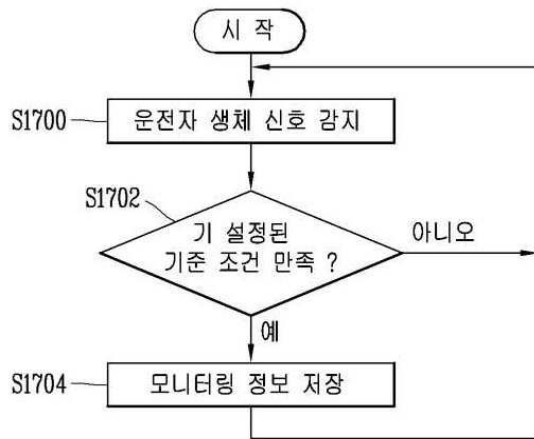 시 작
S1700
운전자 생체 신호 감지
S1702
기 설정된
기준 조건 만족 ?
아니오
예
S1704
모니터링 정보 저장